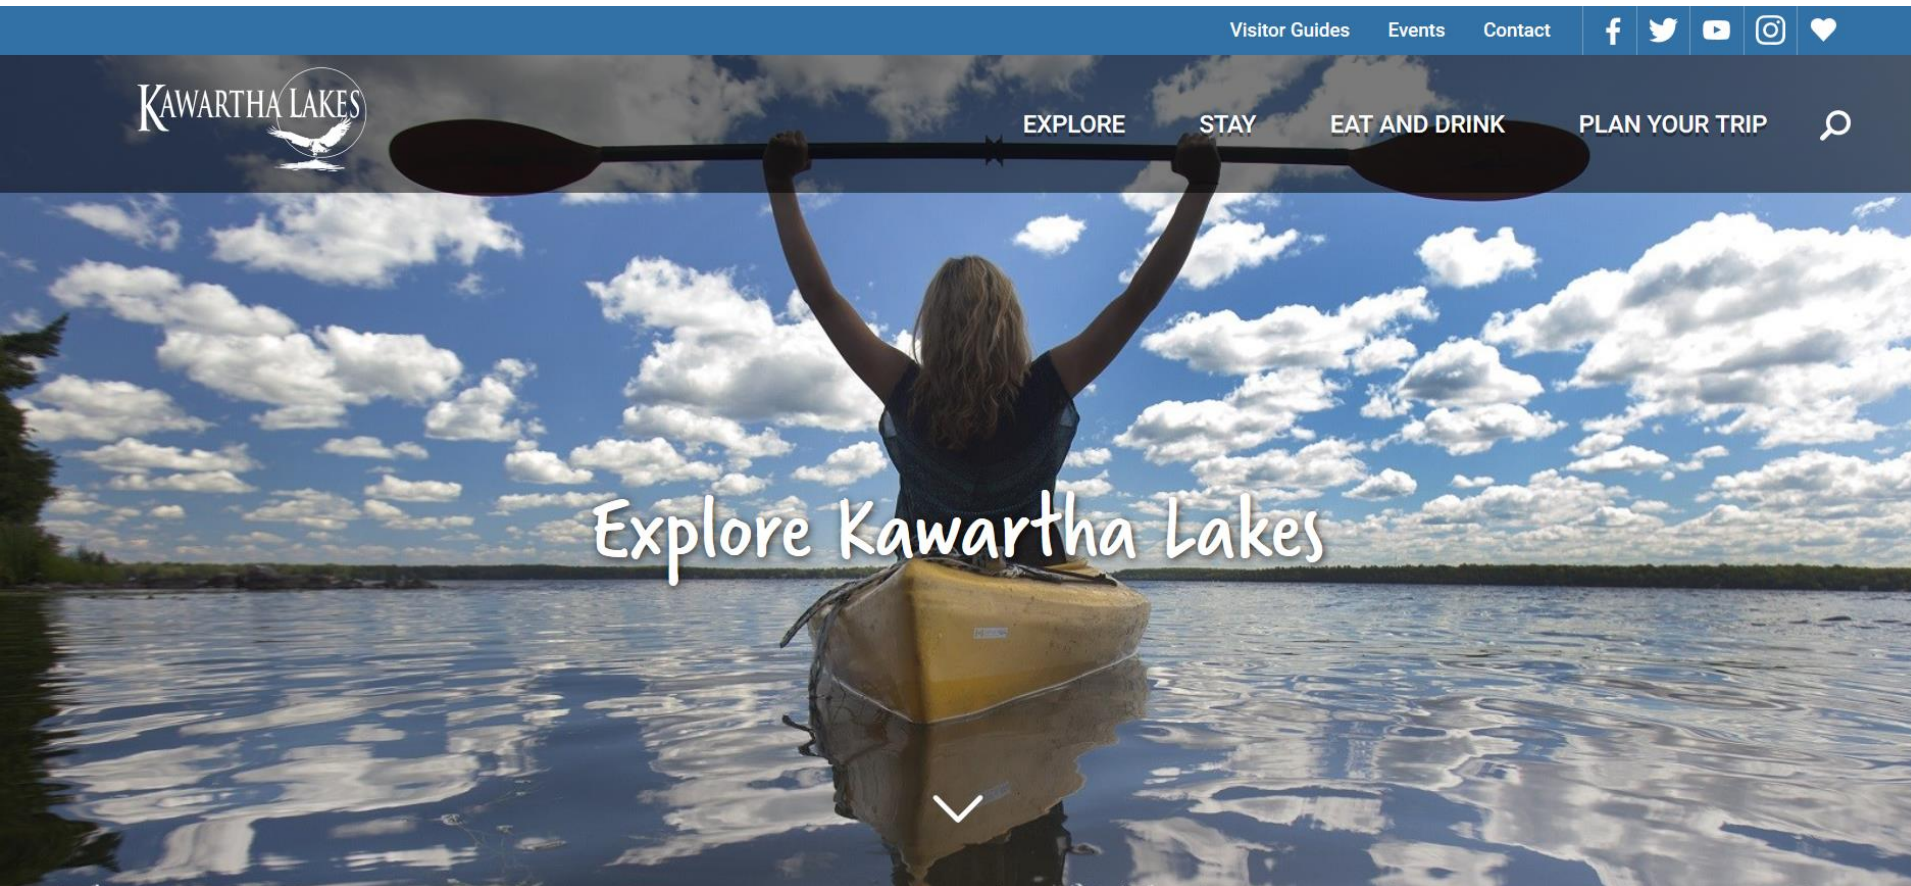 Visitor Guides Events Contact
KAWARTHA LAKES
EXPLORE STAY EAT AND DRINK PLAN YOUR TRIP
Explore Kawartha Lakes